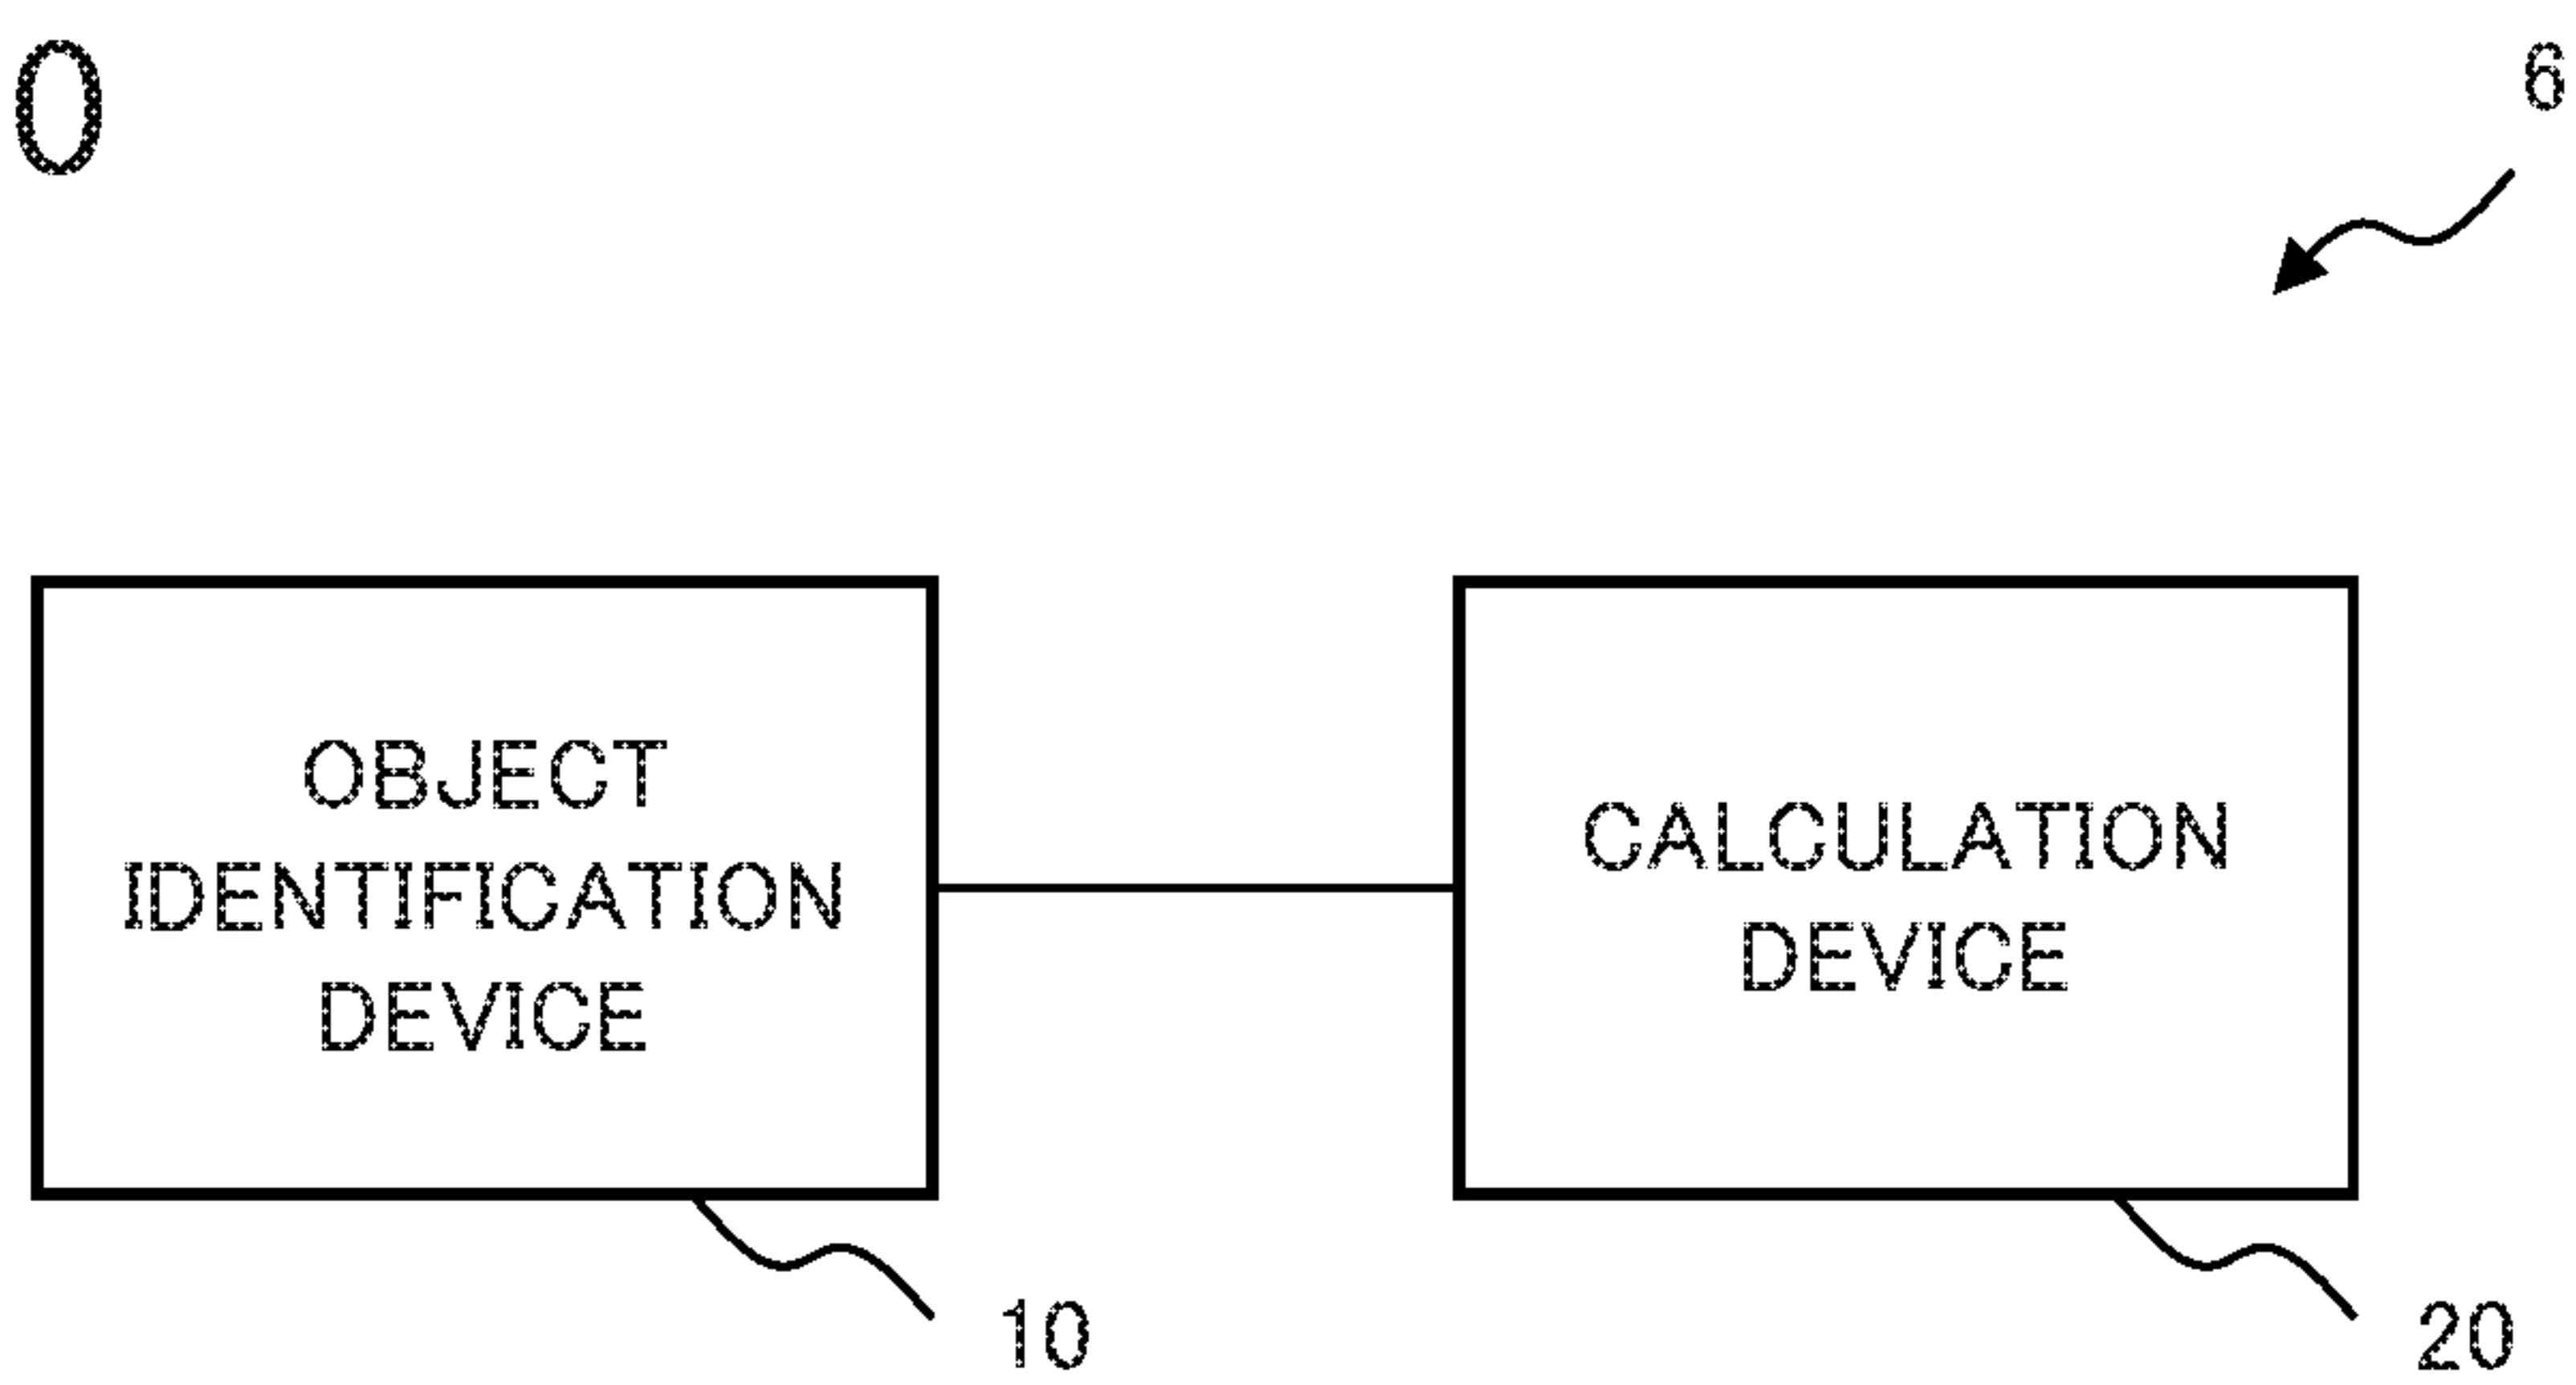 0
6
OBJECT
IDENTIFICATION
DEVICE
CALCULATION
DEVICE
10
20